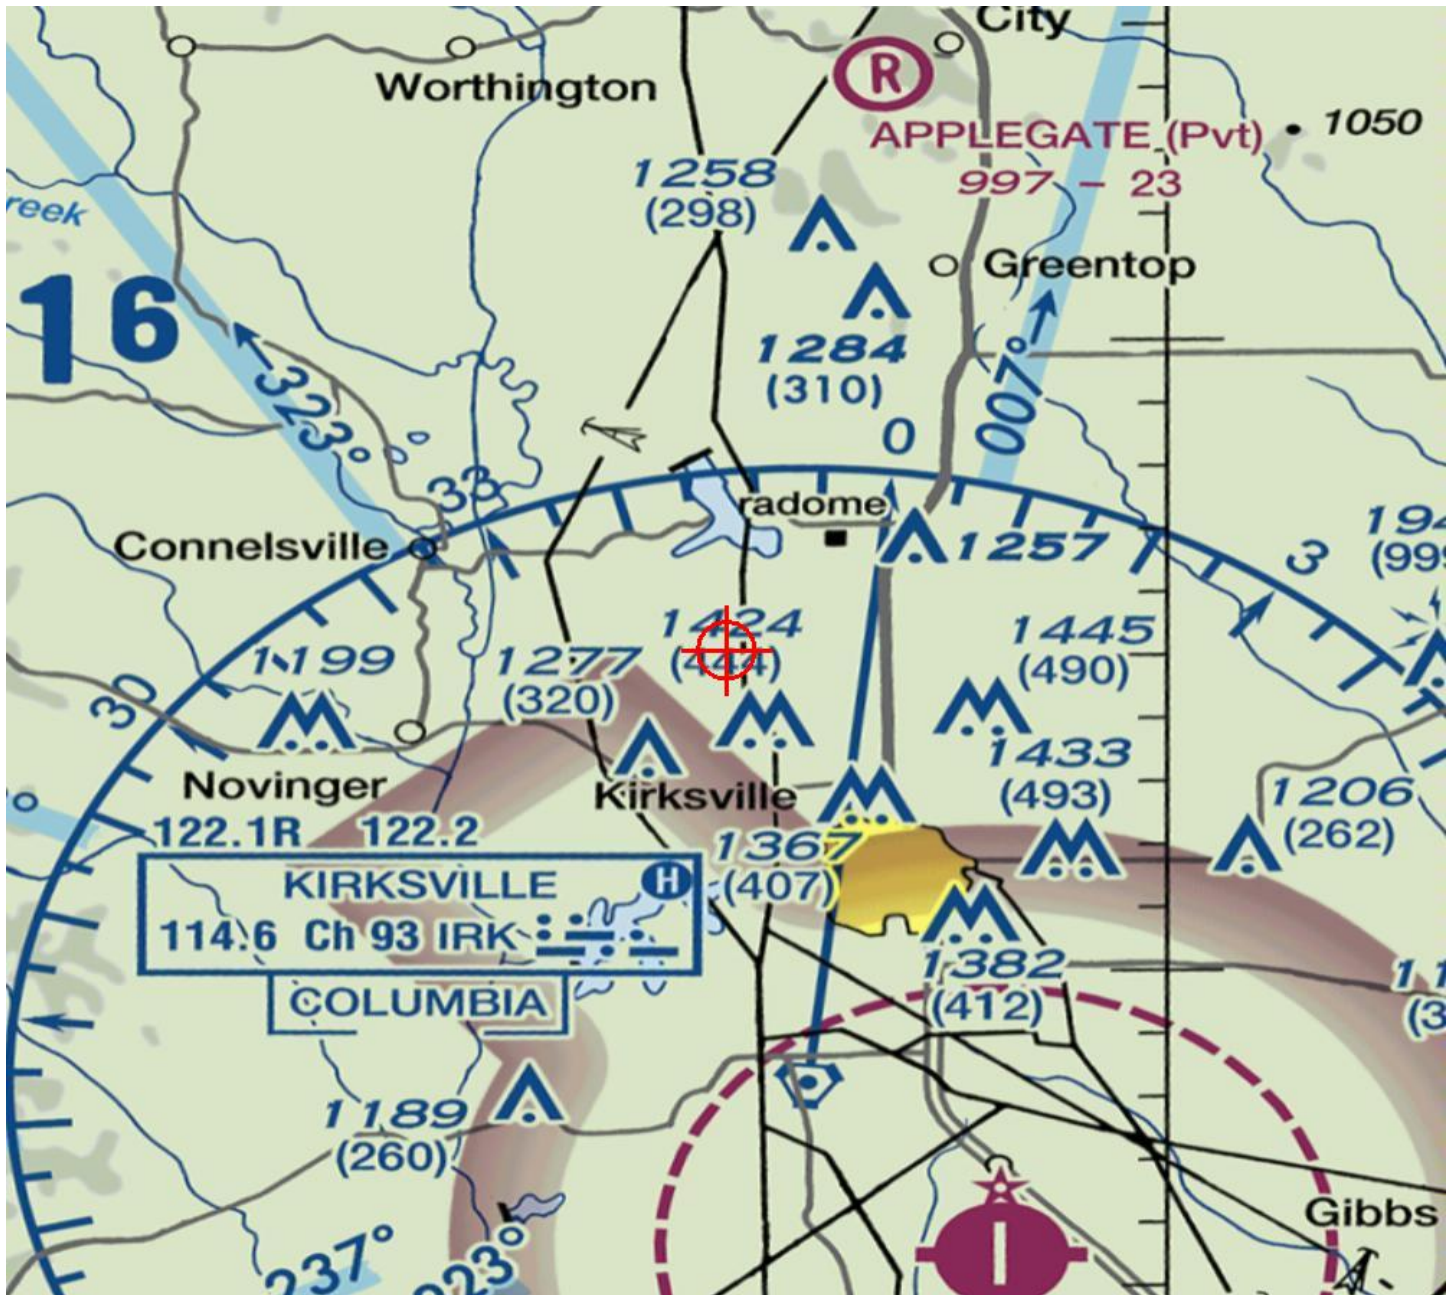 City
Worthington
R
APPLEGATE (Pvt)
997 - 23
1050
1258
(298)
reek
Greentop
16
1284
(310)
007°
323°
0
33
radome
Connelsville
1257
3
1424
(444)
1445
(490)
1199
1277
(320)
30
1433
(493)
Novinger
Kirksville
1206
(262)
122.1R 122.2
1367
(407)
KIRKSVILLE H
114.6 Ch 93 IRK
1382
(412)
COLUMBIA
1189
(260)
Gibbs
237°